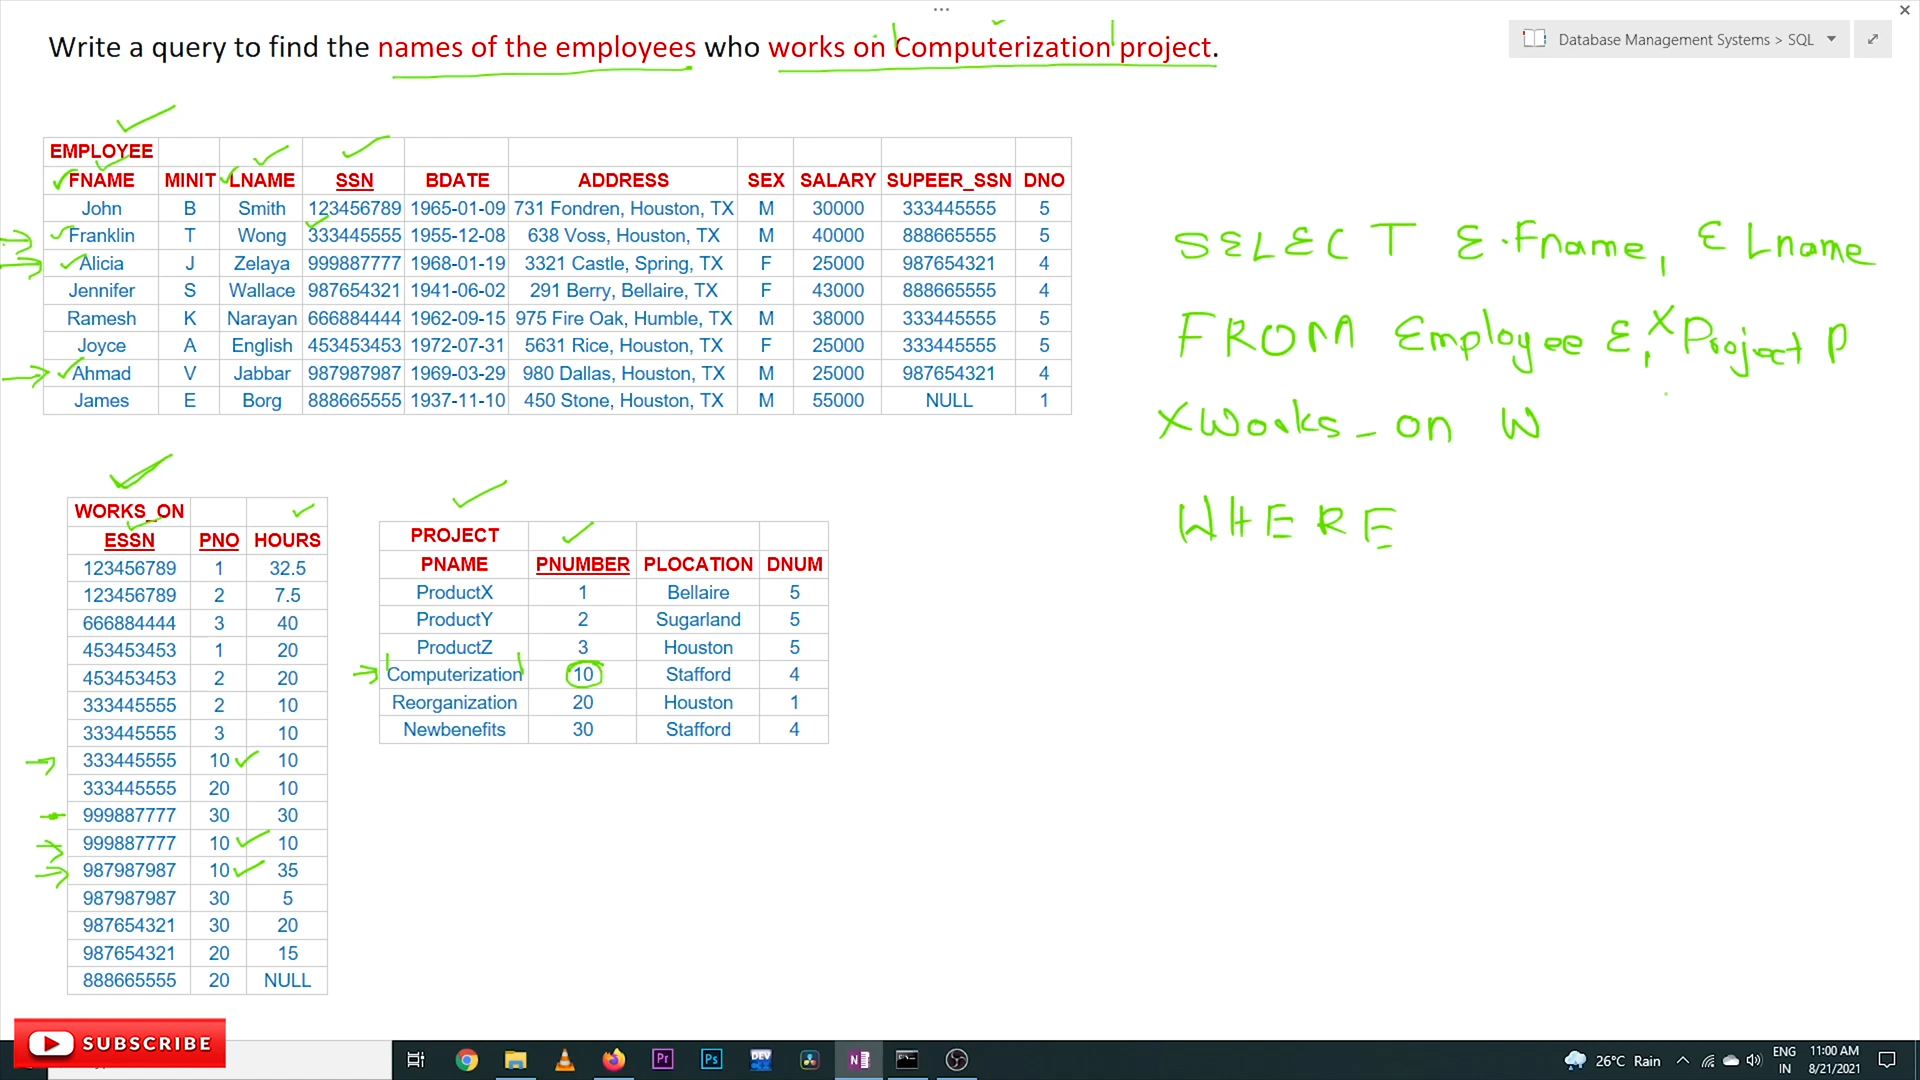 Write a query to find the names of the employees who works on Computerization project.
Database Management Systems > SQL
EMPLOYEE
FNAME MINIT LNAME SSN BDATE ADDRESS SEX SALARY SUPEER_SSN DNO
John B Smith 123456789 1965-01-09 731 Fondren, Houston, TX M 30000 333445555 5
Franklin T Wong 333445555 1955-12-08 638 Voss, Houston, TX M 40000 888665555 5
Alicia J Zelaya 999887777 1968-01-19 3321 Castle, Spring, TX F 25000 987654321 4
Jennifer S Wallace 987654321 1941-06-02 291 Berry, Bellaire, TX F 43000 888665555 4
Ramesh K Narayan 666884444 1962-09-15 975 Fire Oak, Humble, TX M 38000 333445555 5
Joyce A English 453453453 1972-07-31 5631 Rice, Houston, TX F 25000 333445555 5
Ahmad V Jabbar 987987987 1969-03-29 980 Dallas, Houston, TX M 25000 987654321 4
James E Borg 888665555 1937-11-10 450 Stone, Houston, TX M 55000 NULL 1
SELECT E.Fname, E Lname
FROM Employee E, x Project P
x Works_on W
WHERE
WORKS_ON
ESSN PNO HOURS
123456789 1 32.5
123456789 2 7.5
666884444 3 40
453453453 1 20
453453453 2 20
333445555 2 10
333445555 3 10
333445555 10 10
333445555 20 10
999887777 30 30
999887777 10 10
987987987 10 35
987987987 30 5
987654321 30 20
987654321 20 15
888665555 20 NULL
PROJECT
PNAME PNUMBER PLOCATION DNUM
ProductX 1 Bellaire 5
ProductY 2 Sugarland 5
ProductZ 3 Houston 5
Computerization 10 Stafford 4
Reorganization 20 Houston 1
Newbenefits 30 Stafford 4
SUBSCRIBE
Pr Ps DEV N
26°C Rain
ENG IN
11:00 AM
8/21/2021